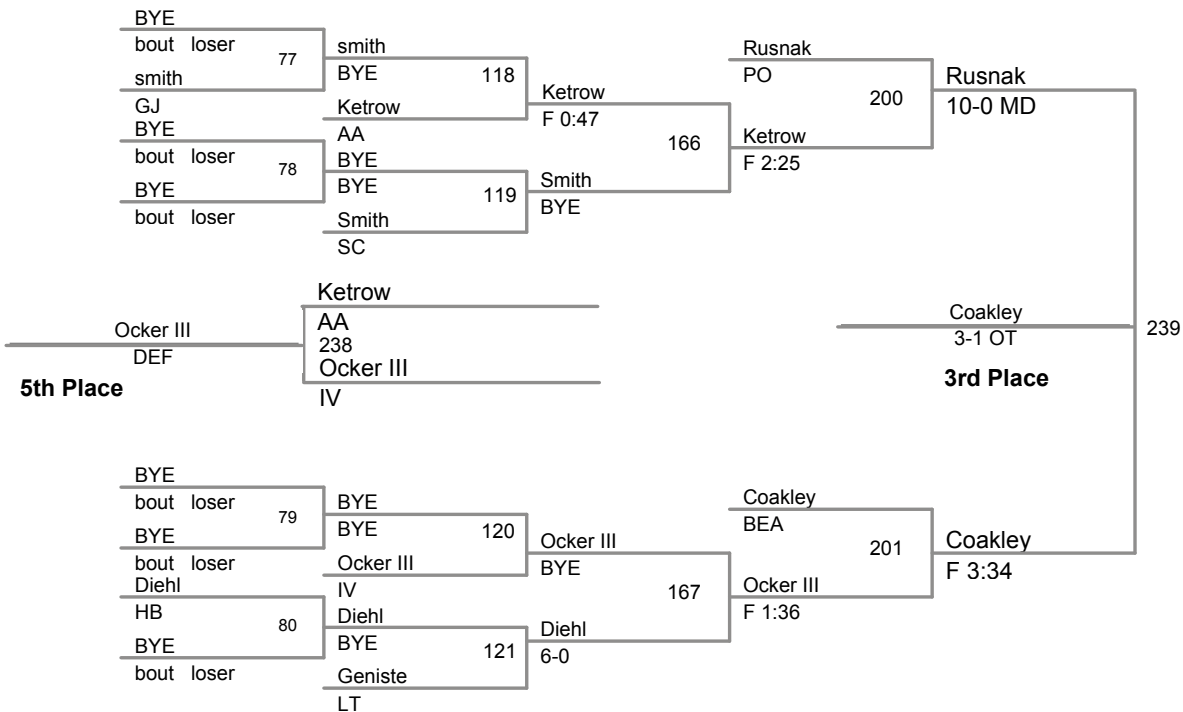 BYE
bout loser
77
smith
GJ
smith
BYE
118
Ketrow
AA
BYE
bout loser
78
BYE
bout loser
BYE
BYE
119
Smith
SC
Ketrow
F 0:47
166
Smith
BYE
Rusnak
PO
200
Ketrow
F 2:25
Rusnak
10-0 MD
Ketrow
AA
238
Ocker III
IV
Ocker III
DEF
5th Place
Coakley
3-1 OT
3rd Place
239
BYE
bout loser
79
BYE
bout loser
BYE
BYE
120
Ocker III
IV
Diehl
HB
80
BYE
bout loser
Diehl
BYE
121
Geniste
LT
Ocker III
BYE
167
Diehl
6-0
Coakley
BEA
201
Ocker III
F 1:36
Coakley
F 3:34